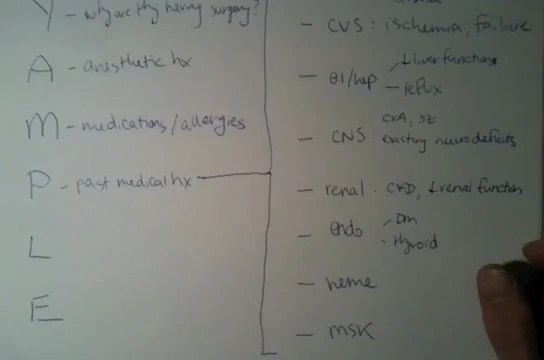 Y - why are they having surgery?
A - anesthetic hx
M - medications/allergies
P - past medical hx
L
E
- CVS : ischemia, failure
- GI/hep - ↓liver function
- reflux
- CNS : CVA, sz
existing neuro deficits
- renal . CKD, ↓renal function
- endo - Dm
- thyroid
- heme
- msk